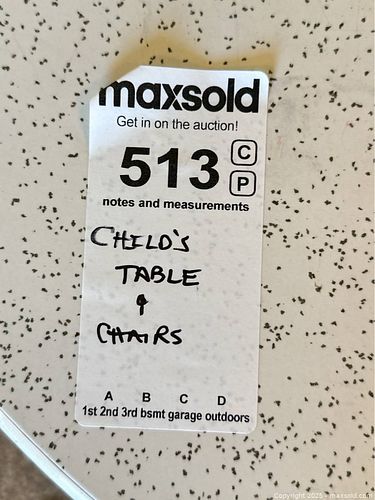 maxsold
Get in on the auction!
513 C
P
notes and measurements
CHILD'S
TABLE
&
CHAIRS
A B C D
1st 2nd 3rd bsmt garage outdoors
Copyright 2025 - maxsold.com